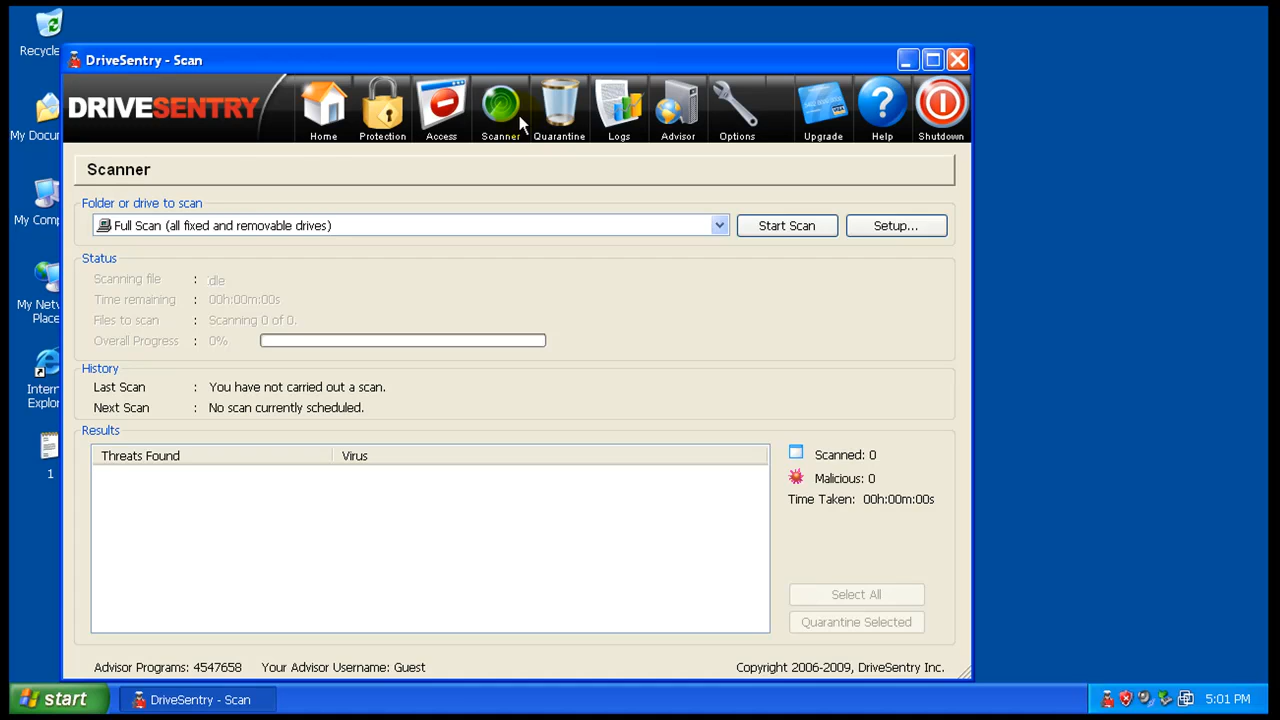 Recycle
My Docum
My Comp
My Netw
Places
Intern
Explor
1
DriveSentry - Scan
DRIVESENTRY
Home
Protection
Access
Scanner
Quarantine
Logs
Advisor
Options
Upgrade
Help
Shutdown
Scanner
Folder or drive to scan
Full Scan (all fixed and removable drives)
Start Scan
Setup...
Status
Scanning file : dle
Time remaining : 00h:00m:00s
Files to scan : Scanning 0 of 0.
Overall Progress : 0%
History
Last Scan : You have not carried out a scan.
Next Scan : No scan currently scheduled.
Results
Threats Found Virus
Scanned: 0
Malicious: 0
Time Taken: 00h:00m:00s
Select All
Quarantine Selected
Advisor Programs: 4547658 Your Advisor Username: Guest Copyright 2006-2009, DriveSentry Inc.
start DriveSentry - Scan 5:01 PM